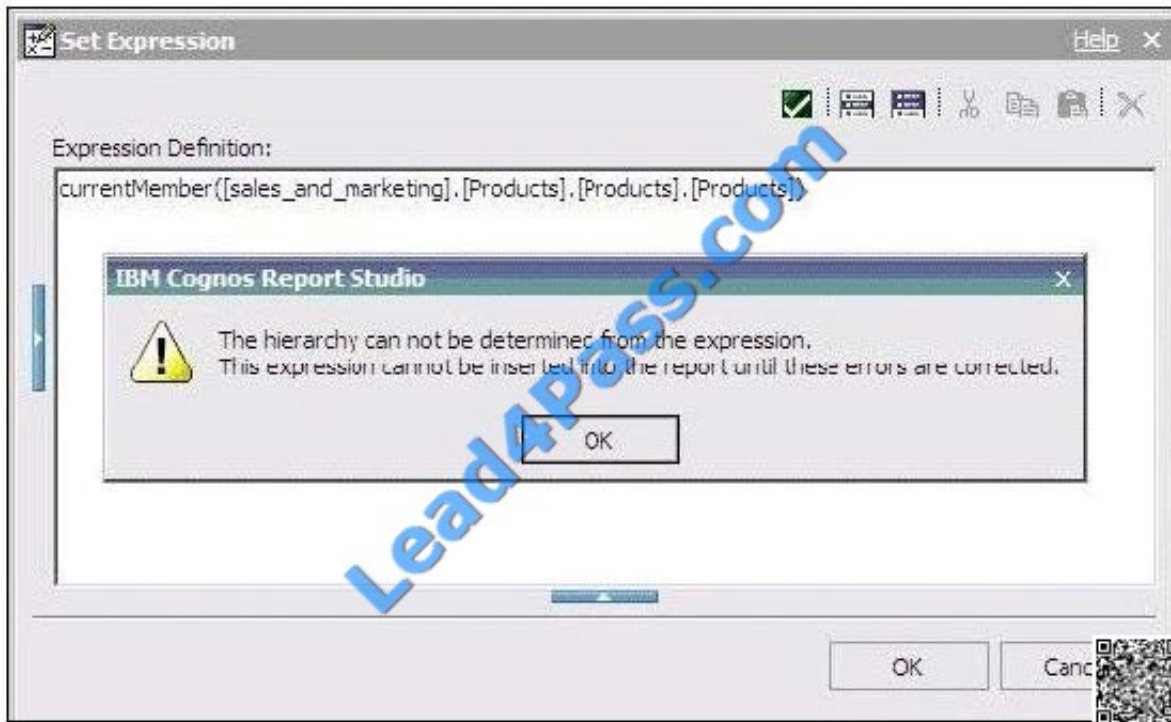 Set Expression
Help
Expression Definition:
currentMember([sales_and_marketing].[Products].[Products].[Products])
IBM Cognos Report Studio
The hierarchy can not be determined from the expression.
This expression cannot be inserted into the report until these errors are corrected.
OK
OK
Canc
Lead4Pass.com